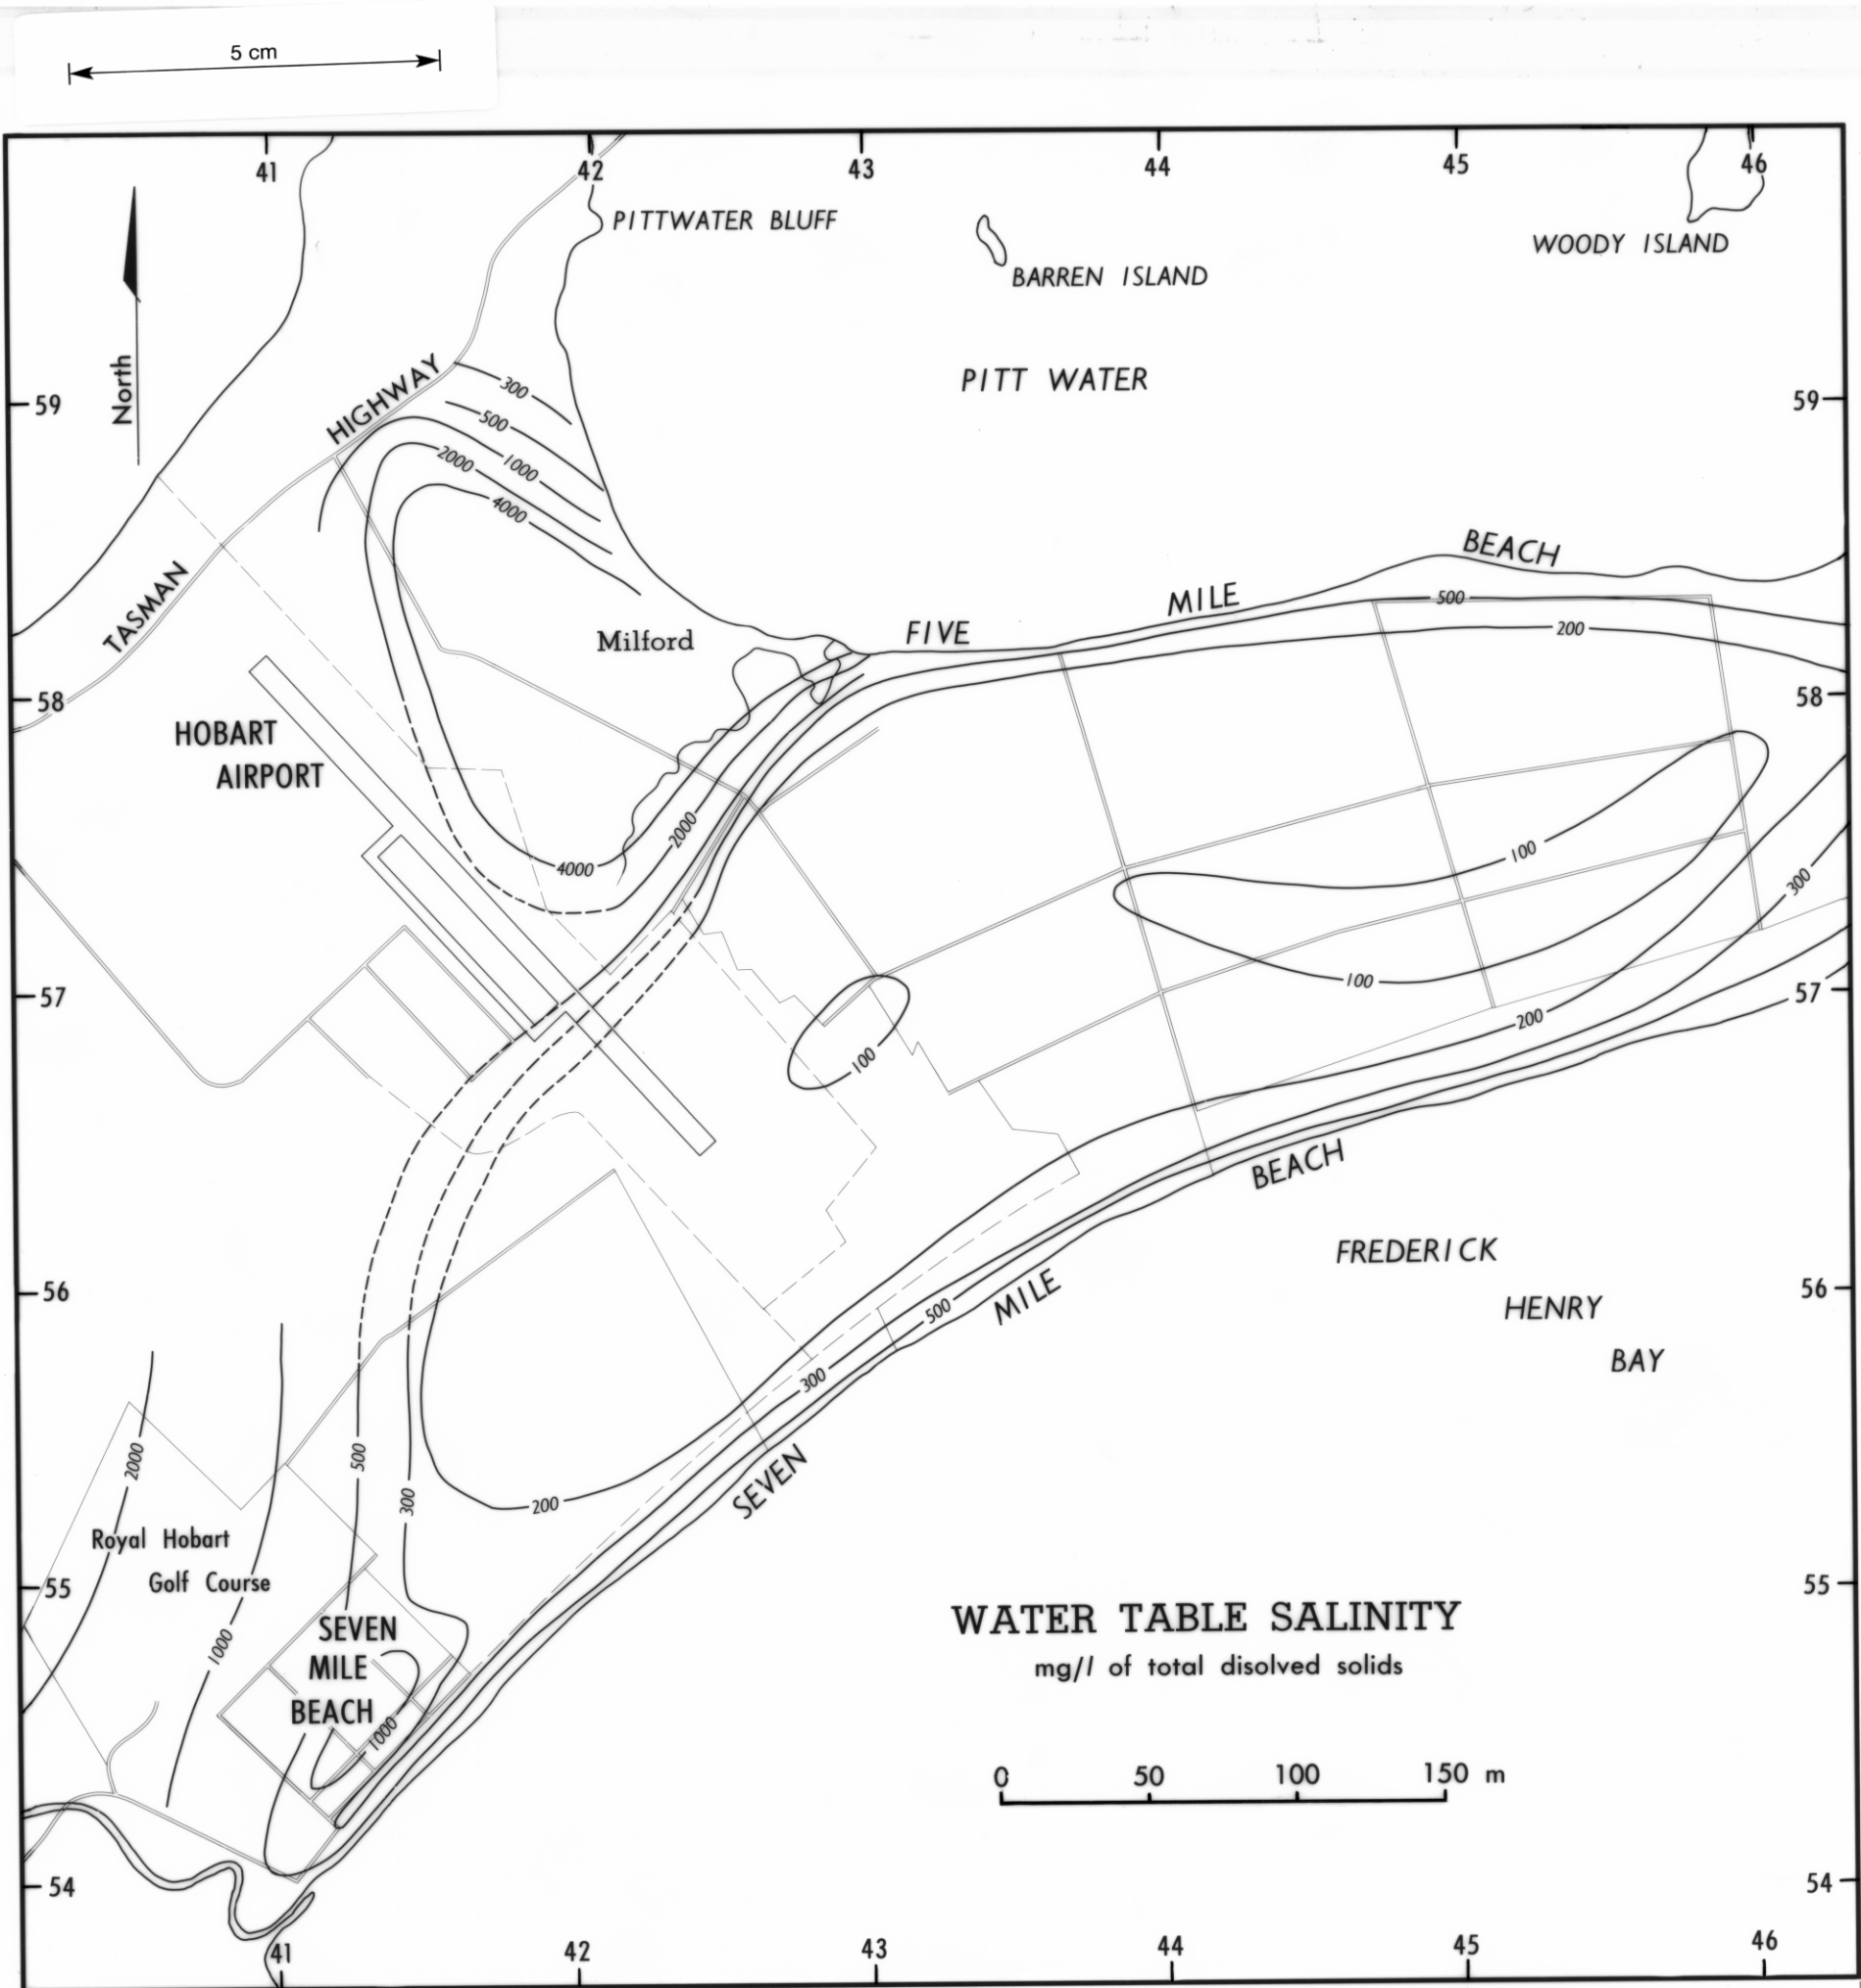 5 cm
41
42
43
44
45
46
PITTWATER BLUFF
BARREN ISLAND
WOODY ISLAND
PITT WATER
North
59
59
TASMAN HIGHWAY
300
500
1000
2000
4000
FIVE MILE BEACH
500
200
Milford
58
58
HOBART
AIRPORT
2000
4000
100
300
100
57
57
200
100
FREDERICK
HENRY
BAY
56
56
SEVEN MILE BEACH
500
300
2000
500
300
200
Royal Hobart
Golf Course
55
55
1000
SEVEN
MILE
BEACH
1000
WATER TABLE SALINITY
mg/l of total disolved solids
0 50 100 150 m
54
54
41
42
43
44
45
46